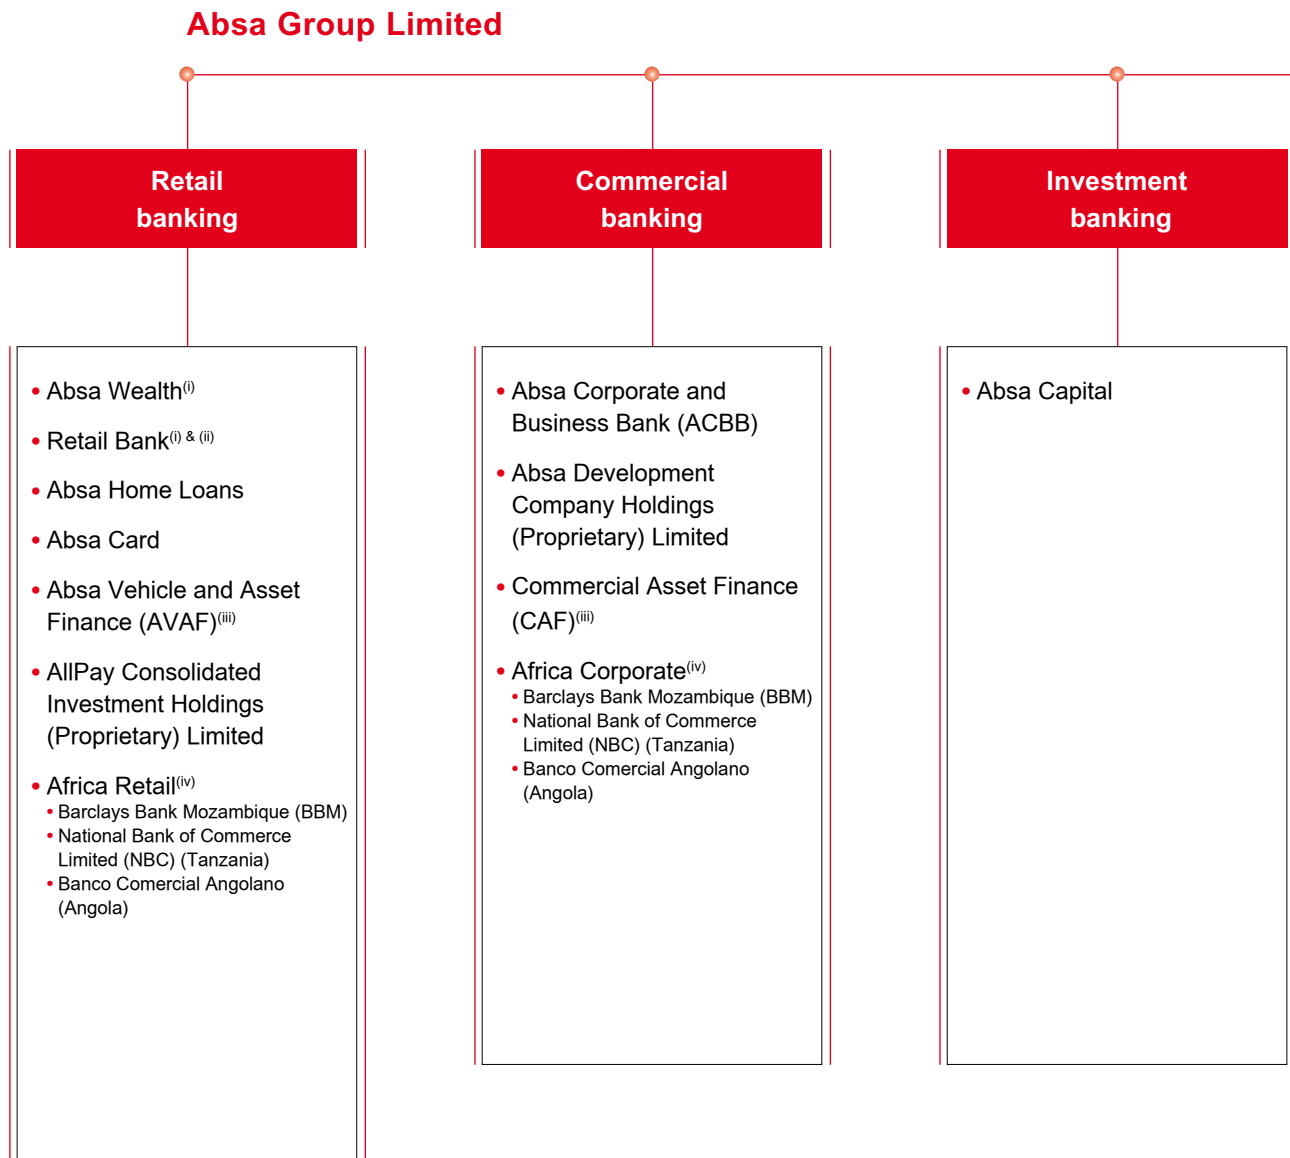 Absa Group Limited
Retail
banking
• Absa Wealth(i)
• Retail Bank(i) & (ii)
• Absa Home Loans
• Absa Card
• Absa Vehicle and Asset
Finance (AVAF)(iii)
• AllPay Consolidated
Investment Holdings
(Proprietary) Limited
• Africa Retail(iv)
• Barclays Bank Mozambique (BBM)
• National Bank of Commerce
Limited (NBC) (Tanzania)
• Banco Comercial Angolano
(Angola)
Commercial
banking
• Absa Corporate and
Business Bank (ACBB)
• Absa Development
Company Holdings
(Proprietary) Limited
• Commercial Asset Finance
(CAF)(iii)
• Africa Corporate(iv)
• Barclays Bank Mozambique (BBM)
• National Bank of Commerce
Limited (NBC) (Tanzania)
• Banco Comercial Angolano
(Angola)
Investment
banking
• Absa Capital